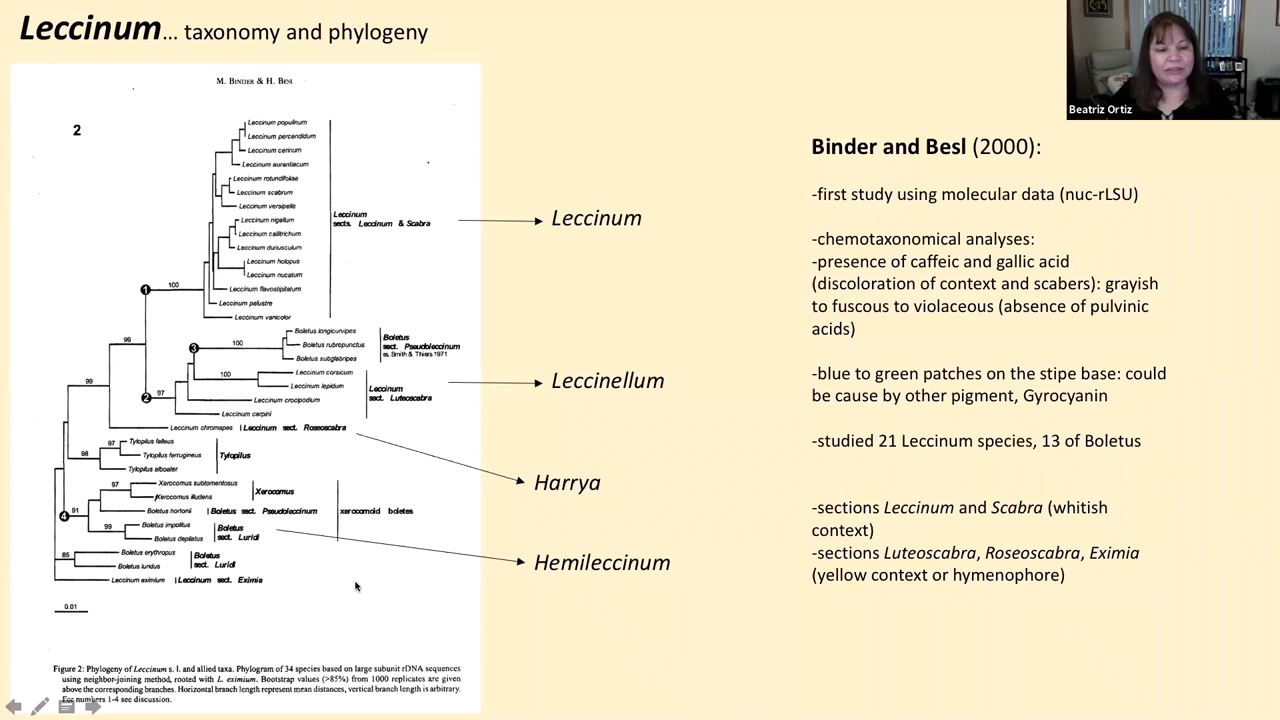 Leccinum... taxonomy and phylogeny
Beatriz Ortiz
M. BINDER & H. BESL
2
Leccinum populinum
Leccinum percandidum
Leccinum cerinum
Leccinum aurantiacum
Leccinum rotundifoliae
Leccinum scabrum
Leccinum versipelle
Leccinum nigellum
Leccinum callitrichum
Leccinum duriusculum
Leccinum holopus
Leccinum nucatum
Leccinum flavostipitatum
Leccinum palustre
Leccinum variicolor
Leccinum
sects. Leccinum & Scabra
1
100
99
Boletus longicurvipes
Boletus rubropunctus
Boletus subglabripes
Boletus
sect. Pseudoleccinum
ss. Smith & Thiers 1971
3
100
Leccinum corsicum
Leccinum lepidum
Leccinum crocipodium
Leccinum carpini
Leccinum
sect. Luteoscabra
100
2
97
99
Leccinum chromapes
Leccinum sect. Roseoscabra
Tylopilus felleus
Tylopilus ferrugineus
Tylopilus alboater
Tylopilus
97
98
Xerocomus subtomentosus
Xerocomus illudens
Xerocomus
97
Boletus hortonii
Boletus sect. Pseudoleccinum
xerocomoid boletes
4
91
Boletus impolitus
Boletus depilatus
Boletus
sect. Luridi
99
Boletus erythropus
Boletus luridus
Boletus
sect. Luridi
85
Leccinum eximium
Leccinum sect. Eximia
0.01
Figure 2: Phylogeny of Leccinum s. l. and allied taxa. Phylogram of 34 species based on large subunit rDNA sequences
using neighbor-joining method, rooted with L. eximium. Bootstrap values (>85%) from 1000 replicates are given
above the corresponding branches. Horizontal branch length represent mean distances, vertical branch length is arbitrary.
For numbers 1-4 see discussion.
Leccinum
Leccinellum
Harrya
Hemileccinum
Binder and Besl (2000):
-first study using molecular data (nuc-rLSU)
-chemotaxonomical analyses:
-presence of caffeic and gallic acid
(discoloration of context and scabers): grayish
to fuscous to violaceous (absence of pulvinic
acids)
-blue to green patches on the stipe base: could
be cause by other pigment, Gyrocyanin
-studied 21 Leccinum species, 13 of Boletus
-sections Leccinum and Scabra (whitish
context)
-sections Luteoscabra, Roseoscabra, Eximia
(yellow context or hymenophore)